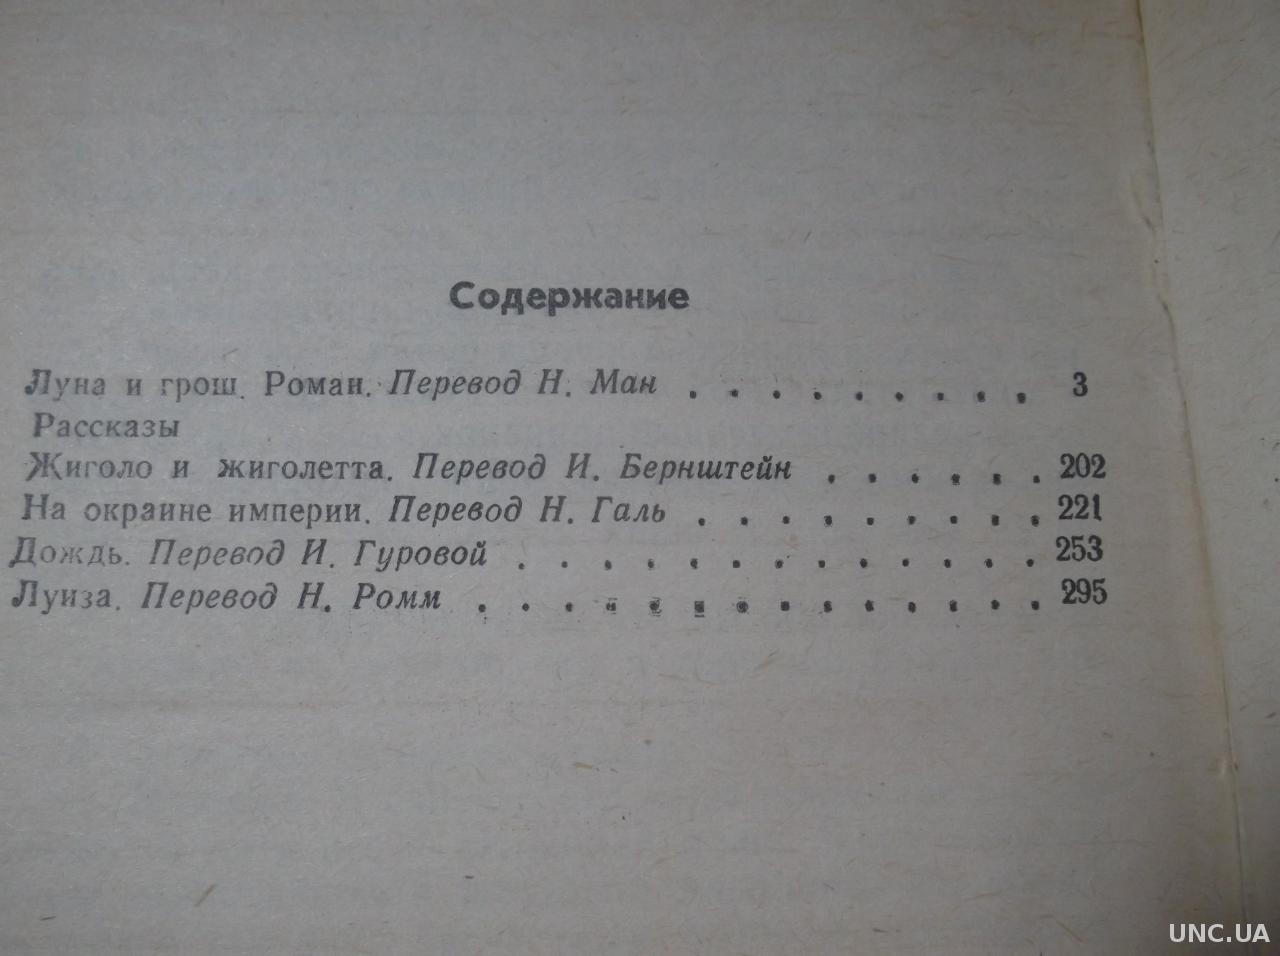 Содержание
Луна и грош. Роман. Перевод Н. Ман . . . . . . . . . 3
Рассказы
Жиголо и жиголетта. Перевод И. Бернштейн . . . . . . 202
На окраине империи. Перевод Н. Галь . . . . . . . . . 221
Дождь. Перевод И. Гуровой . . . . . . . . . . . . . 253
Луиза. Перевод Н. Ромм . . . . . . . . . . . . . . 295
UNC.UA